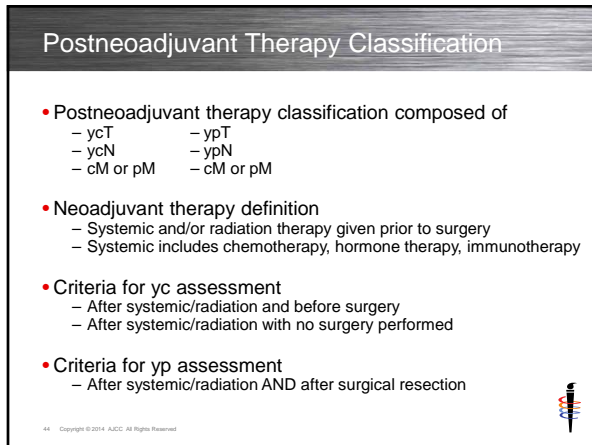 Postneoadjuvant Therapy Classification
• Postneoadjuvant therapy classification composed of
– ycT – ypT
– ycN – ypN
– cM or pM – cM or pM
• Neoadjuvant therapy definition
– Systemic and/or radiation therapy given prior to surgery
– Systemic includes chemotherapy, hormone therapy, immunotherapy
• Criteria for yc assessment
– After systemic/radiation and before surgery
– After systemic/radiation with no surgery performed
• Criteria for yp assessment
– After systemic/radiation AND after surgical resection
44 Copyright © 2014 AJCC All Rights Reserved